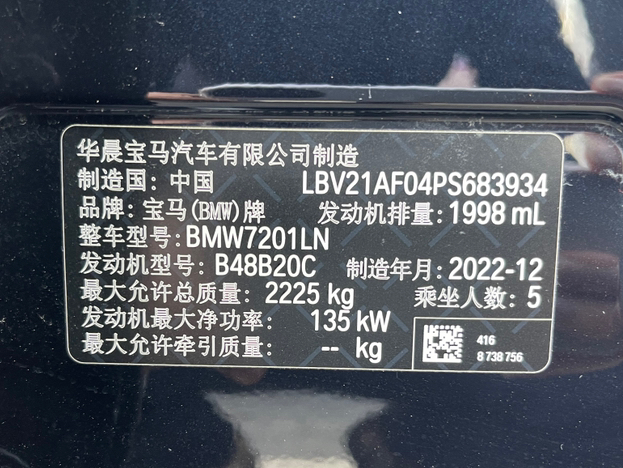 华晨宝马汽车有限公司制造
制造国: 中国 LBV21AF04PS683934
品牌: 宝马(BMW)牌 发动机排量: 1998 mL
整车型号: BMW7201LN
发动机型号: B48B20C 制造年月: 2022-12
最大允许总质量: 2225 kg 乘坐人数: 5
发动机最大净功率: 135 kW
最大允许牵引质量: -- kg
416
8 738 756